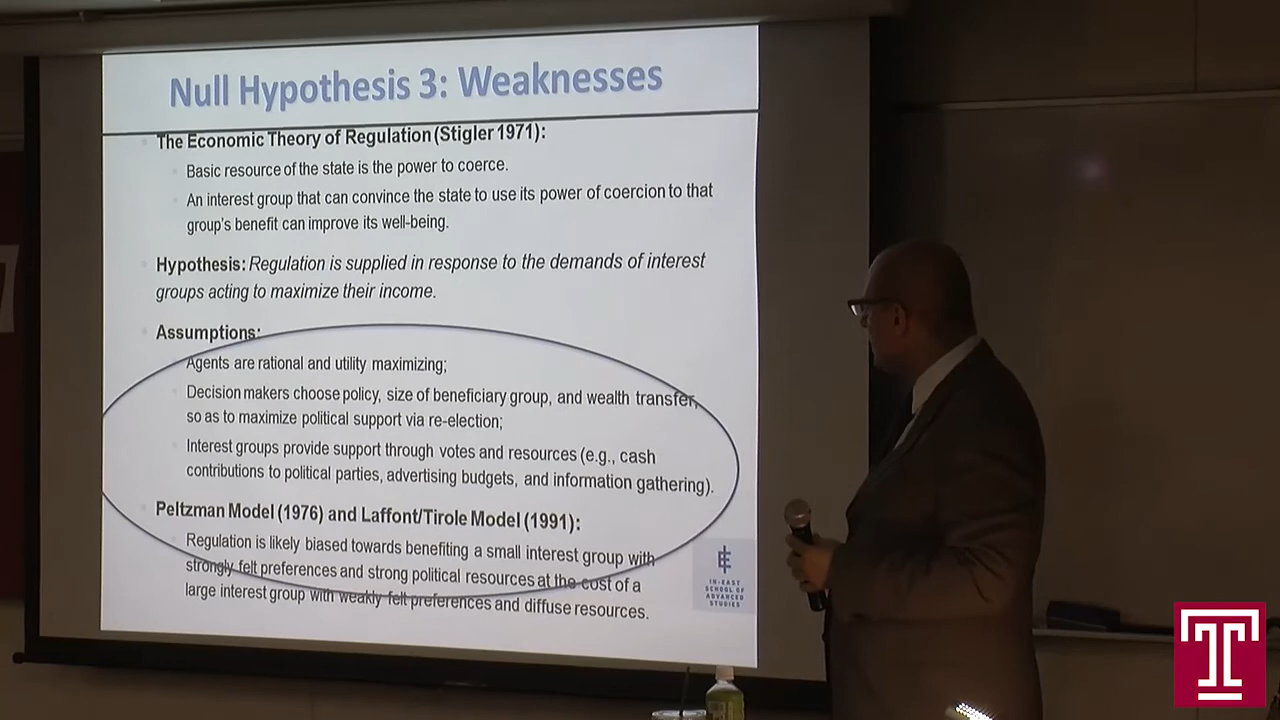 Null Hypothesis 3: Weaknesses
The Economic Theory of Regulation (Stigler 1971):
Basic resource of the state is the power to coerce.
An interest group that can convince the state to use its power of coercion to that
group's benefit can improve its well-being.
Hypothesis: Regulation is supplied in response to the demands of interest
groups acting to maximize their income.
Assumptions:
Agents are rational and utility maximizing;
Decision makers choose policy, size of beneficiary group, and wealth transfer,
so as to maximize political support via re-election;
Interest groups provide support through votes and resources (e.g., cash
contributions to political parties, advertising budgets, and information gathering).
Peltzman Model (1976) and Laffont/Tirole Model (1991):
Regulation is likely biased towards benefiting a small interest group with
strongly felt preferences and strong political resources at the cost of a
large interest group with weakly felt preferences and diffuse resources.
IN-EAST
SCHOOL OF
ADVANCED
STUDIES
T